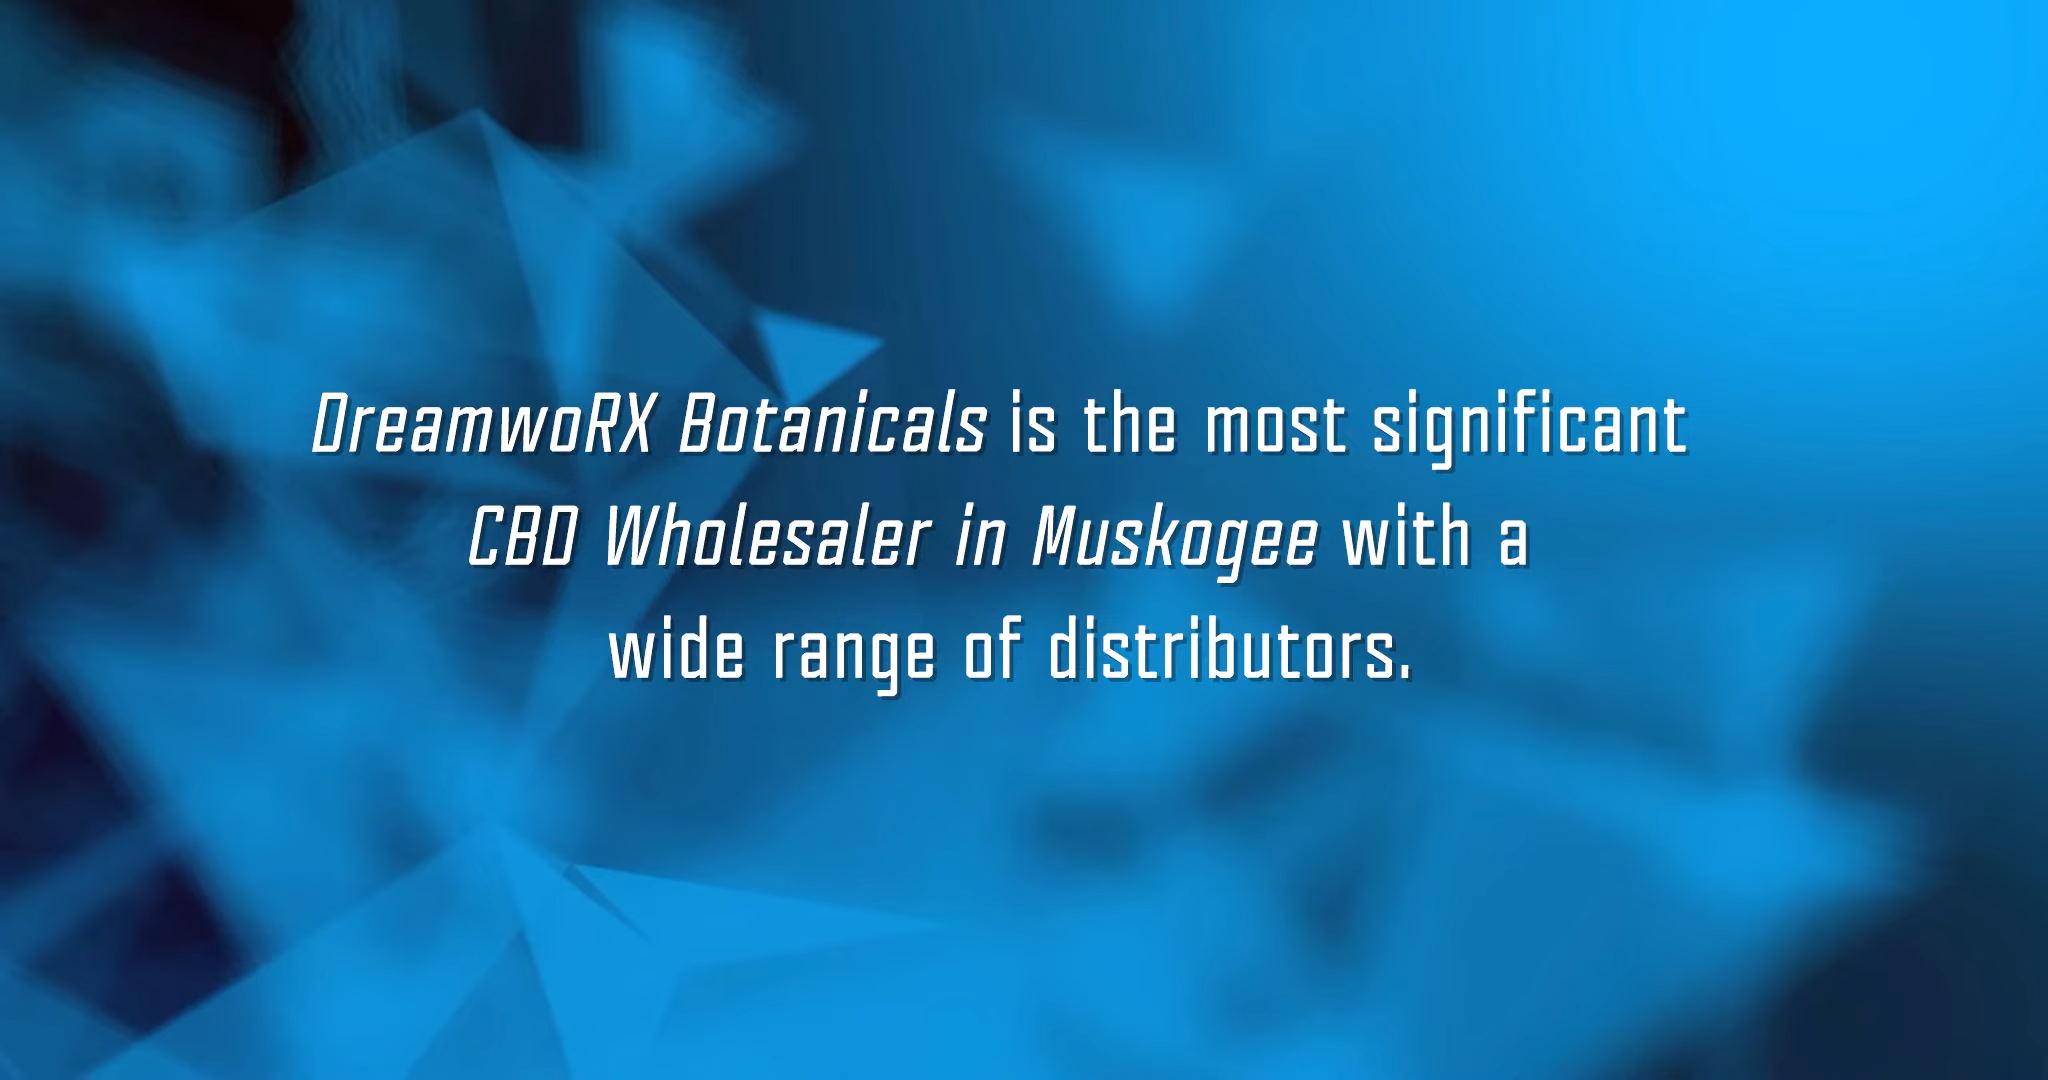 DreamwoRX Botanicals is the most significant
CBD Wholesaler in Muskogee with a
wide range of distributors.